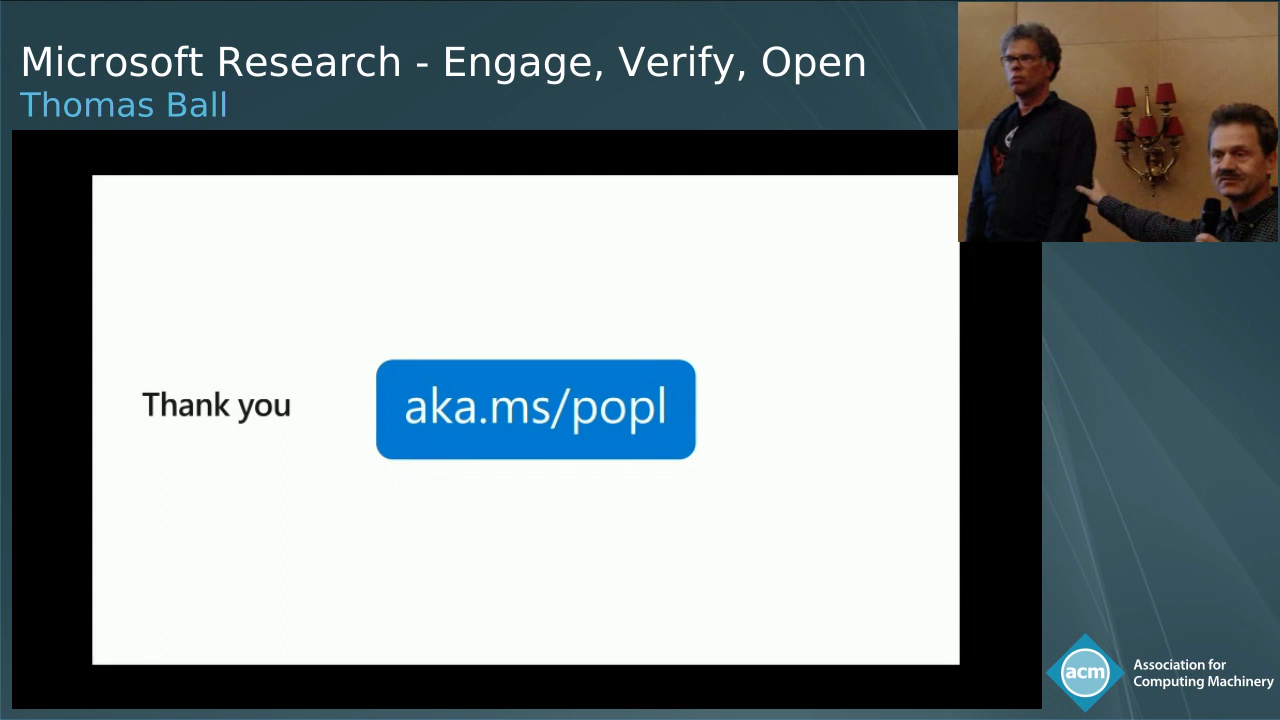 Microsoft Research - Engage, Verify, Open
Thomas Ball
Thank you
aka.ms/popl
acm
Association for
Computing Machinery